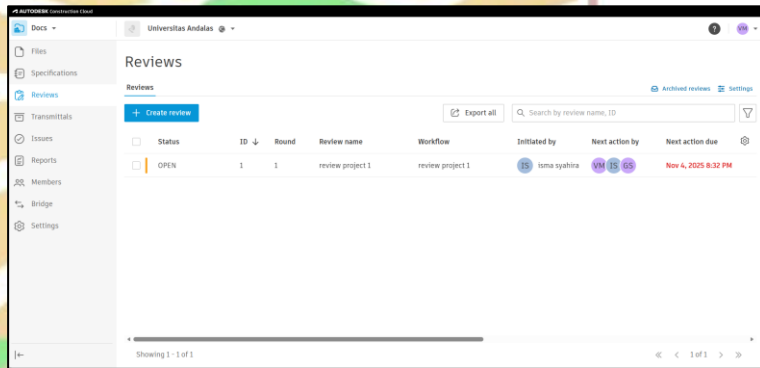 AUTODESK Construction Cloud
Docs
Universitas Andalas
?
VM
Files
Specifications
Reviews
Transmittals
Issues
Reports
Members
Bridge
Settings
Reviews
Reviews
Archived reviews Settings
+ Create review
Export all
Search by review name, ID
Status ID ↓ Round Review name Workflow Initiated by Next action by Next action due
OPEN 1 1 review project 1 review project 1 IS isma syahira VM IS GS Nov 4, 2025 8:32 PM
Showing 1 - 1 of 1
1 of 1